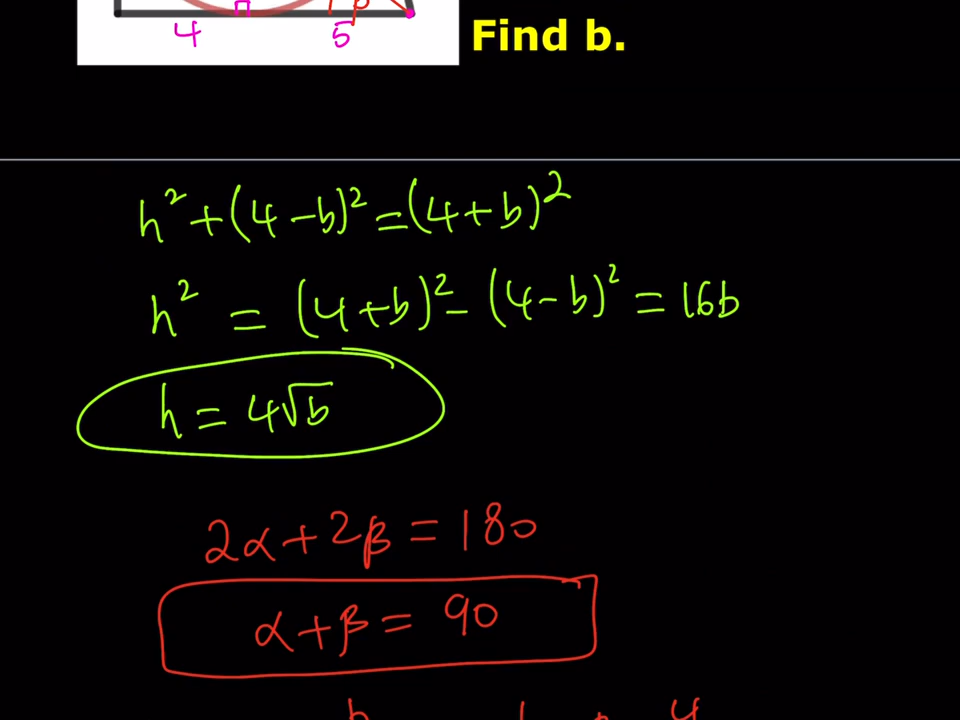 4 5 β
Find b.
h² + (4 - b)² = (4 + b)²
h² = (4 + b)² - (4 - b)² = 16b
h = 4√b
2α + 2β = 180
α + β = 90